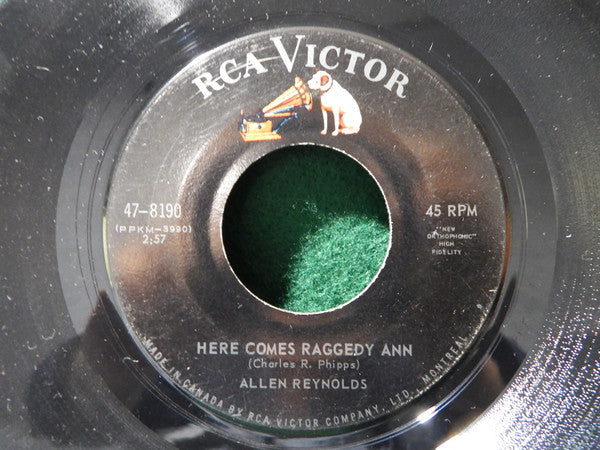 RCA VICTOR
47-8190
(PPKM-3990)
2:57
45 RPM
"NEW
ORTHOPHONIC"
HIGH
FIDELITY
HERE COMES RAGGEDY ANN
(Charles R. Phipps)
ALLEN REYNOLDS
MADE IN CANADA BY RCA VICTOR COMPANY, LTD., MONTREAL